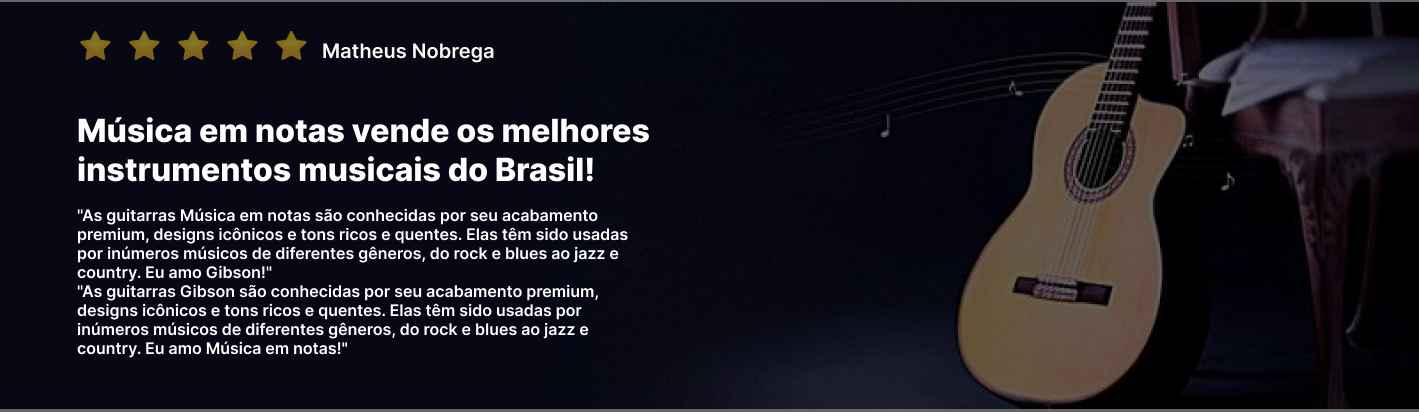 Matheus Nobrega
Música em notas vende os melhores
instrumentos musicais do Brasil!
"As guitarras Música em notas são conhecidas por seu acabamento
premium, designs icônicos e tons ricos e quentes. Elas têm sido usadas
por inúmeros músicos de diferentes gêneros, do rock e blues ao jazz e
country. Eu amo Gibson!"
"As guitarras Gibson são conhecidas por seu acabamento premium,
designs icônicos e tons ricos e quentes. Elas têm sido usadas por
inúmeros músicos de diferentes gêneros, do rock e blues ao jazz e
country. Eu amo Música em notas!"